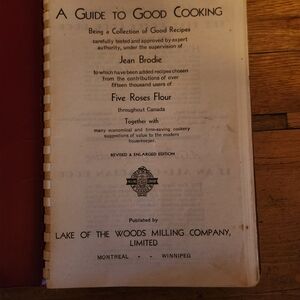 A GUIDE TO GOOD COOKING
Being a Collection of Good Recipes
carefully tested and approved by expert
authority, under the supervision of
Jean Brodie
to which have been added recipes chosen
from the contributions of over
fifteen thousand users of
Five Roses Flour
throughout Canada
Together with
many economical and time-saving cookery
suggestions of value to the modern
housekeeper.
REVISED & ENLARGED EDITION
Published by
LAKE OF THE WOODS MILLING COMPANY,
LIMITED
MONTREAL - - WINNIPEG